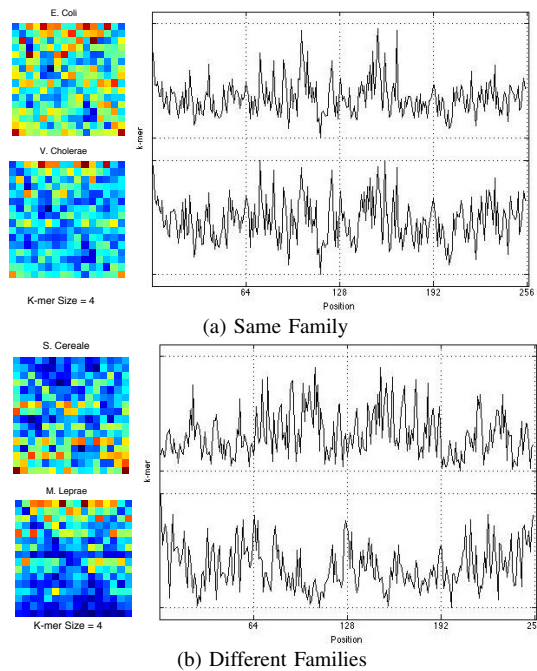 E. Coli
V. Cholerae
K-mer Size = 4
k-mer
64
128
192
256
Position
(a) Same Family
S. Cereale
M. Leprae
K-mer Size = 4
k-mer
64
128
192
25
Position
(b) Different Families